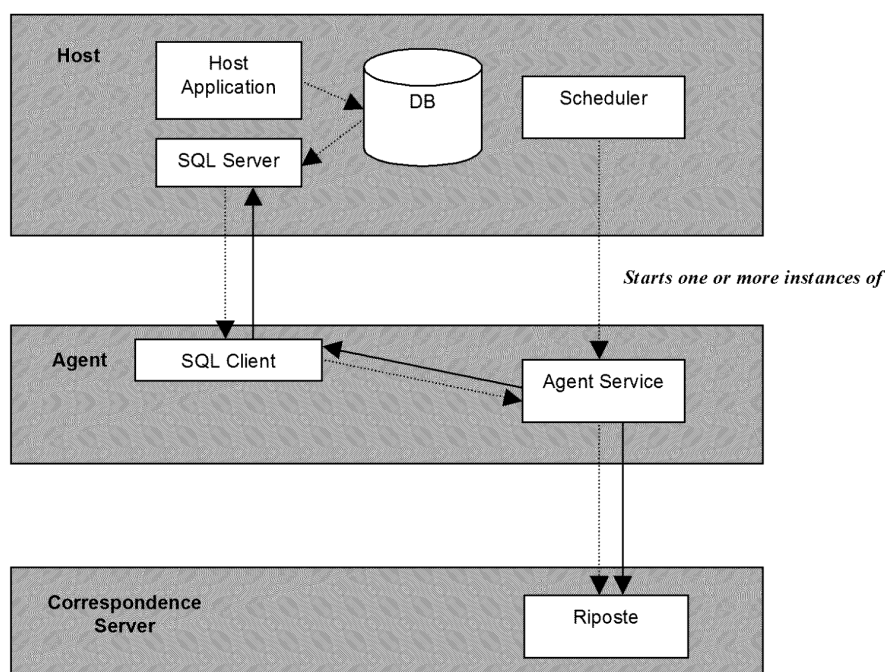 Host
Host
Application
DB
Scheduler
SQL Server
Starts one or more instances of
Agent
SQL Client
Agent Service
Correspondence
Server
Riposte